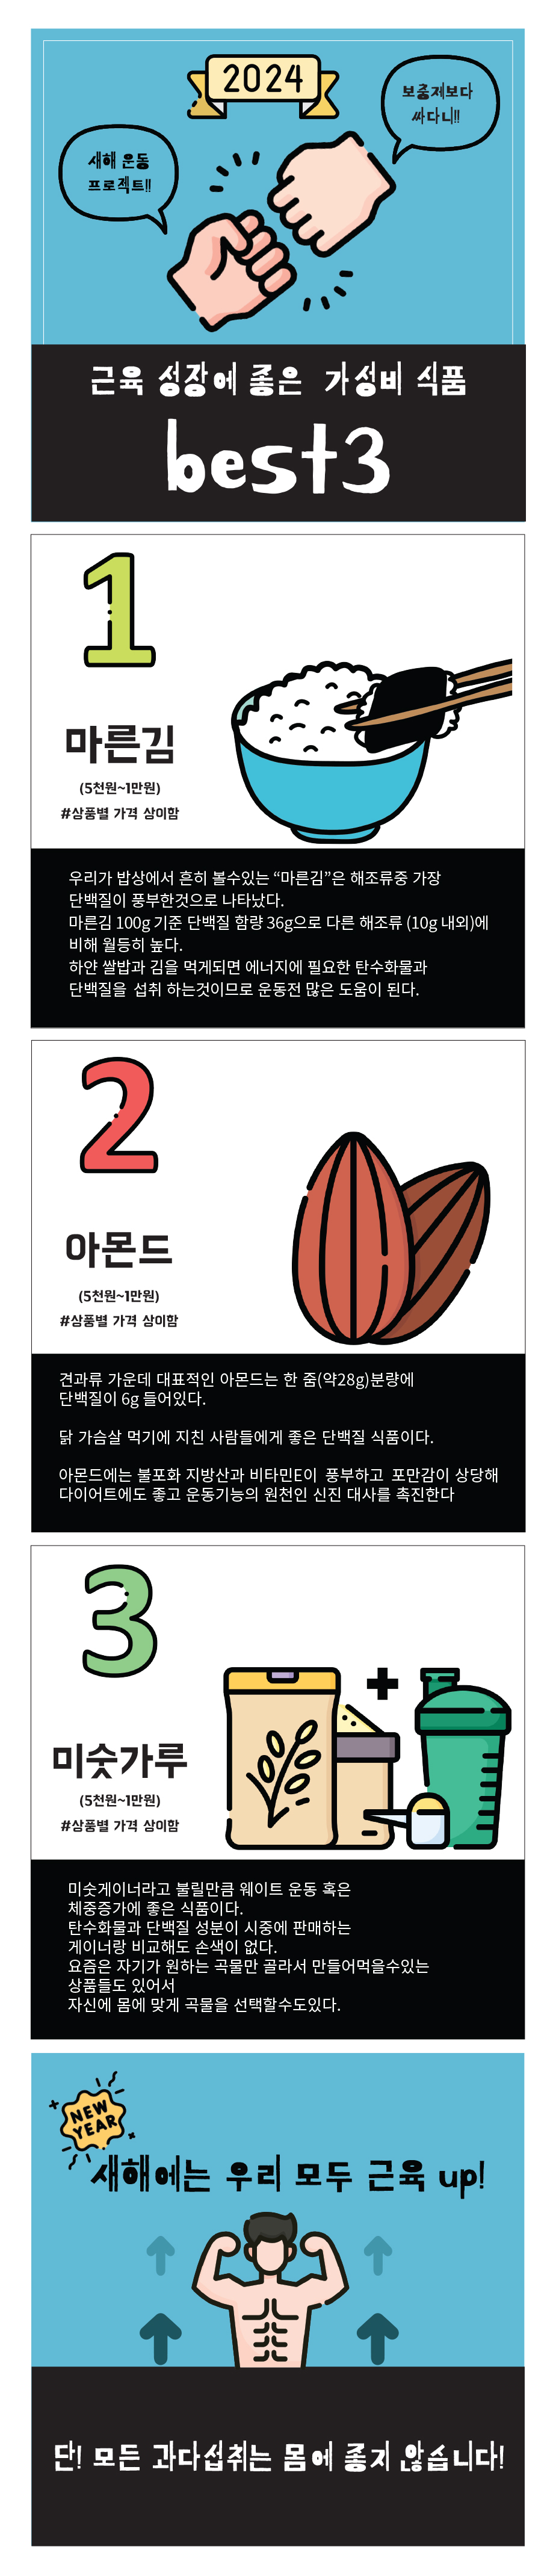 2024
보충제보다
싸다니!!
새해 운동
프로젝트!!
근육 성장에 좋은 가성비 식품
best3
1
마른김
(5천원~1만원)
#상품별 가격 상이함
우리가 밥상에서 흔히 볼수있는 “마른김”은 해조류중 가장
단백질이 풍부한것으로 나타났다.
마른김 100g 기준 단백질 함량 36g으로 다른 해조류 (10g 내외)에
비해 월등히 높다.
하얀 쌀밥과 김을 먹게되면 에너지에 필요한 탄수화물과
단백질을 섭취 하는것이므로 운동전 많은 도움이 된다.
2
아몬드
(5천원~1만원)
#상품별 가격 상이함
견과류 가운데 대표적인 아몬드는 한 줌(약28g)분량에
단백질이 6g 들어있다.
닭 가슴살 먹기에 지친 사람들에게 좋은 단백질 식품이다.
아몬드에는 불포화 지방산과 비타민E이 풍부하고 포만감이 상당해
다이어트에도 좋고 운동기능의 원천인 신진 대사를 촉진한다
3
미숫가루
(5천원~1만원)
#상품별 가격 상이함
미숫게이너라고 불릴만큼 웨이트 운동 혹은
체중증가에 좋은 식품이다.
탄수화물과 단백질 성분이 시중에 판매하는
게이너랑 비교해도 손색이 없다.
요즘은 자기가 원하는 곡물만 골라서 만들어먹을수있는
상품들도 있어서
자신에 몸에 맞게 곡물을 선택할수도있다.
NEW
YEAR
새해에는 우리 모두 근육 up!
단! 모든 과다섭취는 몸에 좋지 않습니다!